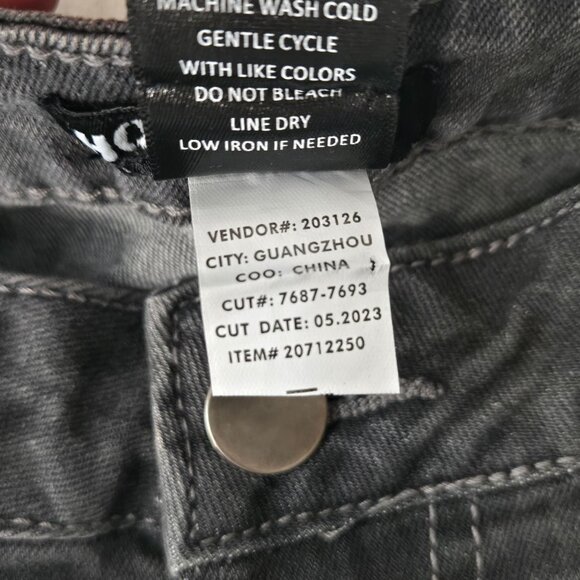 MACHINE WASH COLD
GENTLE CYCLE
WITH LIKE COLORS
DO NOT BLEACH
LINE DRY
LOW IRON IF NEEDED
VENDOR#: 203126
CITY: GUANGZHOU
COO: CHINA
CUT#: 7687-7693
CUT DATE: 05.2023
ITEM# 20712250